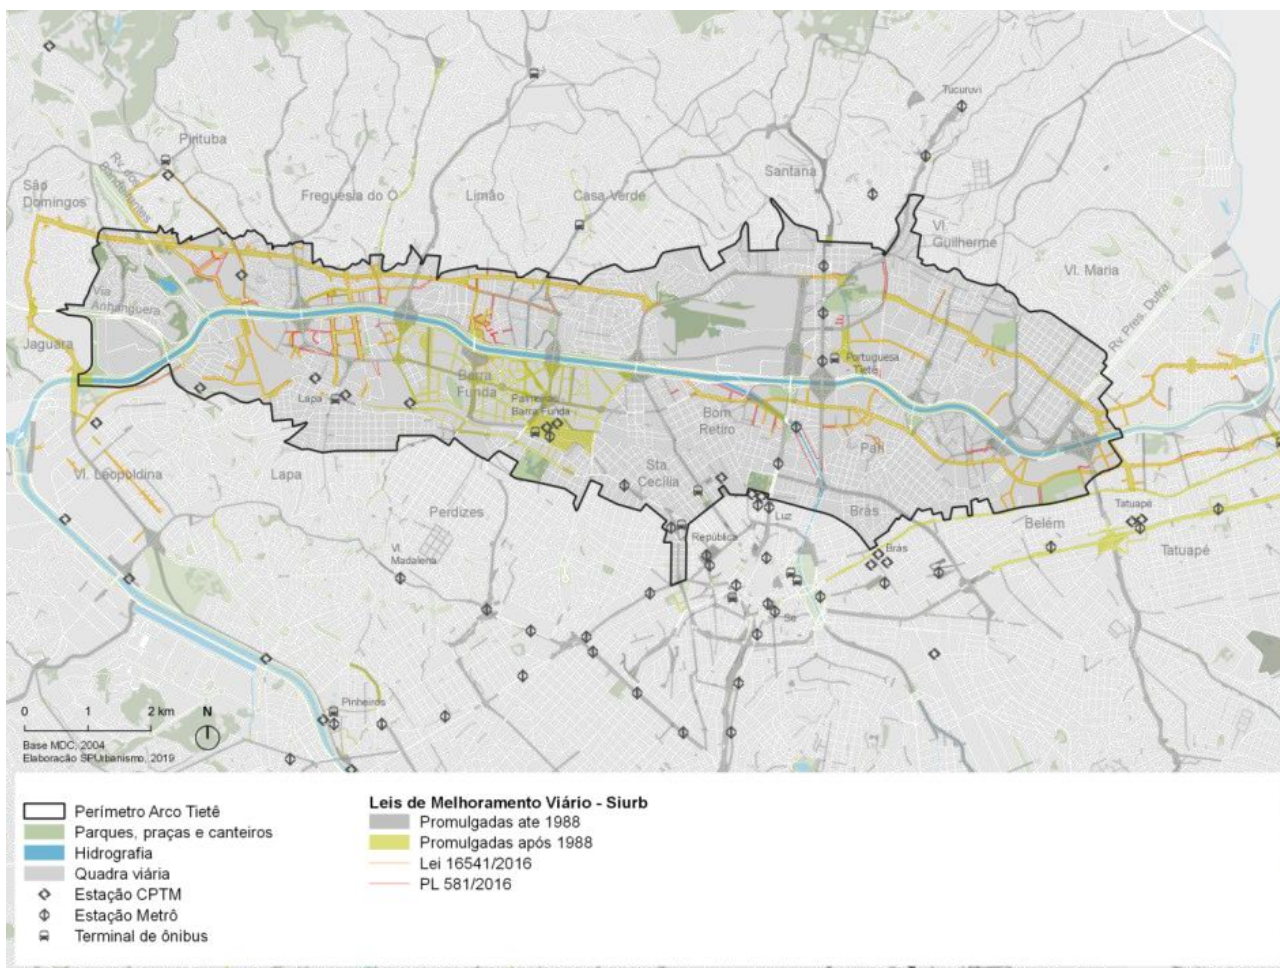 Tucuruvi
Pirituba
Rv. dos
Bandeirantes
Santana
São
Domingos
Freguesia do Ó
Limão
Casa Verde
Vl.
Guilherme
Vl. Maria
Via
Anhanguera
Rv. Pres. Dutra
Jaguara
Portuguesa
- Tietê
Barra
Funda
Lapa
Palmeiras
Barra Funda
Bom
Retiro
Pari
Vl. Leopoldina
Lapa
Sta.
Cecília
Perdizes
Luz
Brás
Belém
Tatuapé
Tatuapé
República
Brás
Vl.
Madalena
Sé
Pinheiros
0 1 2 km N
Base MDC, 2004
Elaboração SPUrbanismo, 2019
Perímetro Arco Tietê
Parques, praças e canteiros
Hidrografia
Quadra viária
Estação CPTM
Estação Metrô
Terminal de ônibus
Leis de Melhoramento Viário - Siurb
Promulgadas ate 1988
Promulgadas após 1988
Lei 16541/2016
PL 581/2016